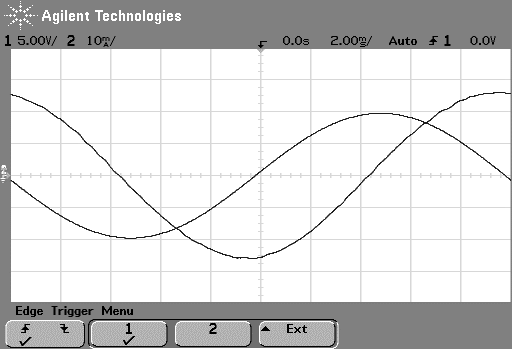 Agilent Technologies
1 5.00V/ 2 10mA/ 0.0s 2.00ms/ Auto 1 0.0V
Edge Trigger Menu
1 2 Ext